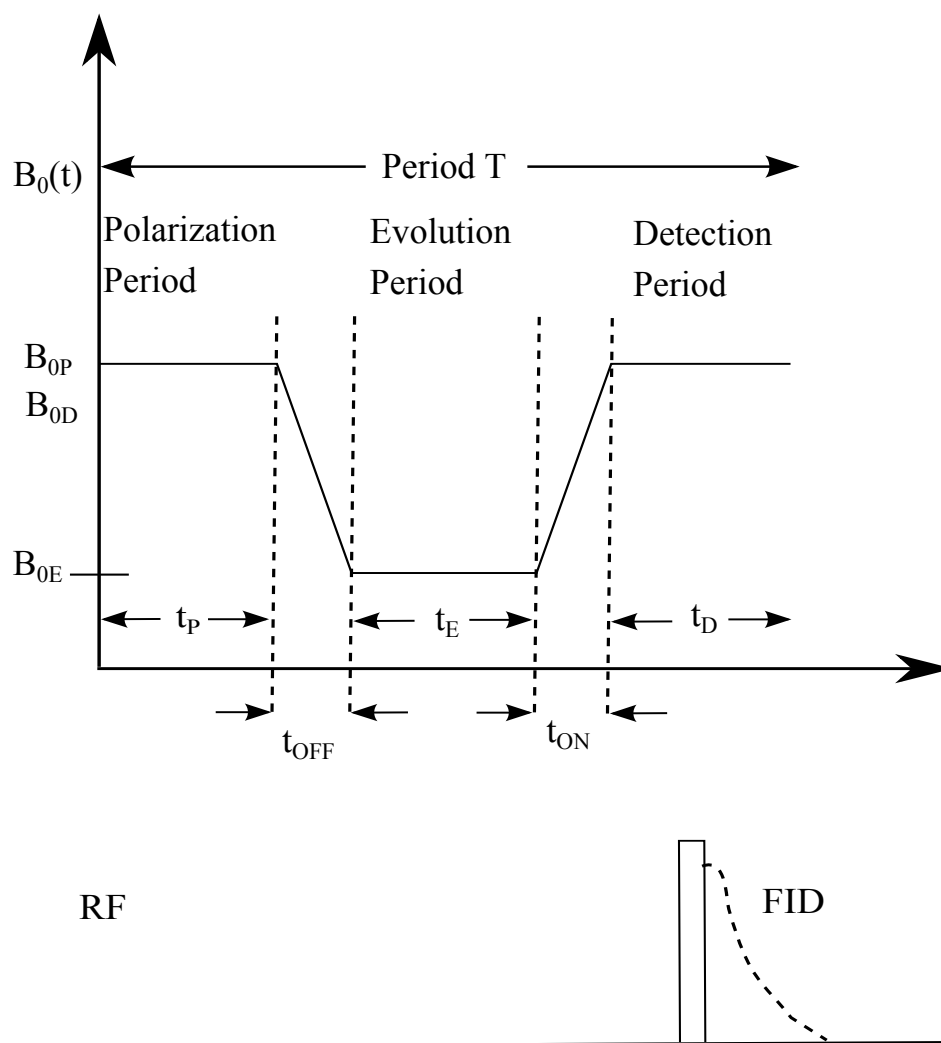 Period T
B0(t)
Polarization Period
Evolution Period
Detection Period
B0P
B0D
B0E
tP
tE
tD
tOFF
tON
RF
FID